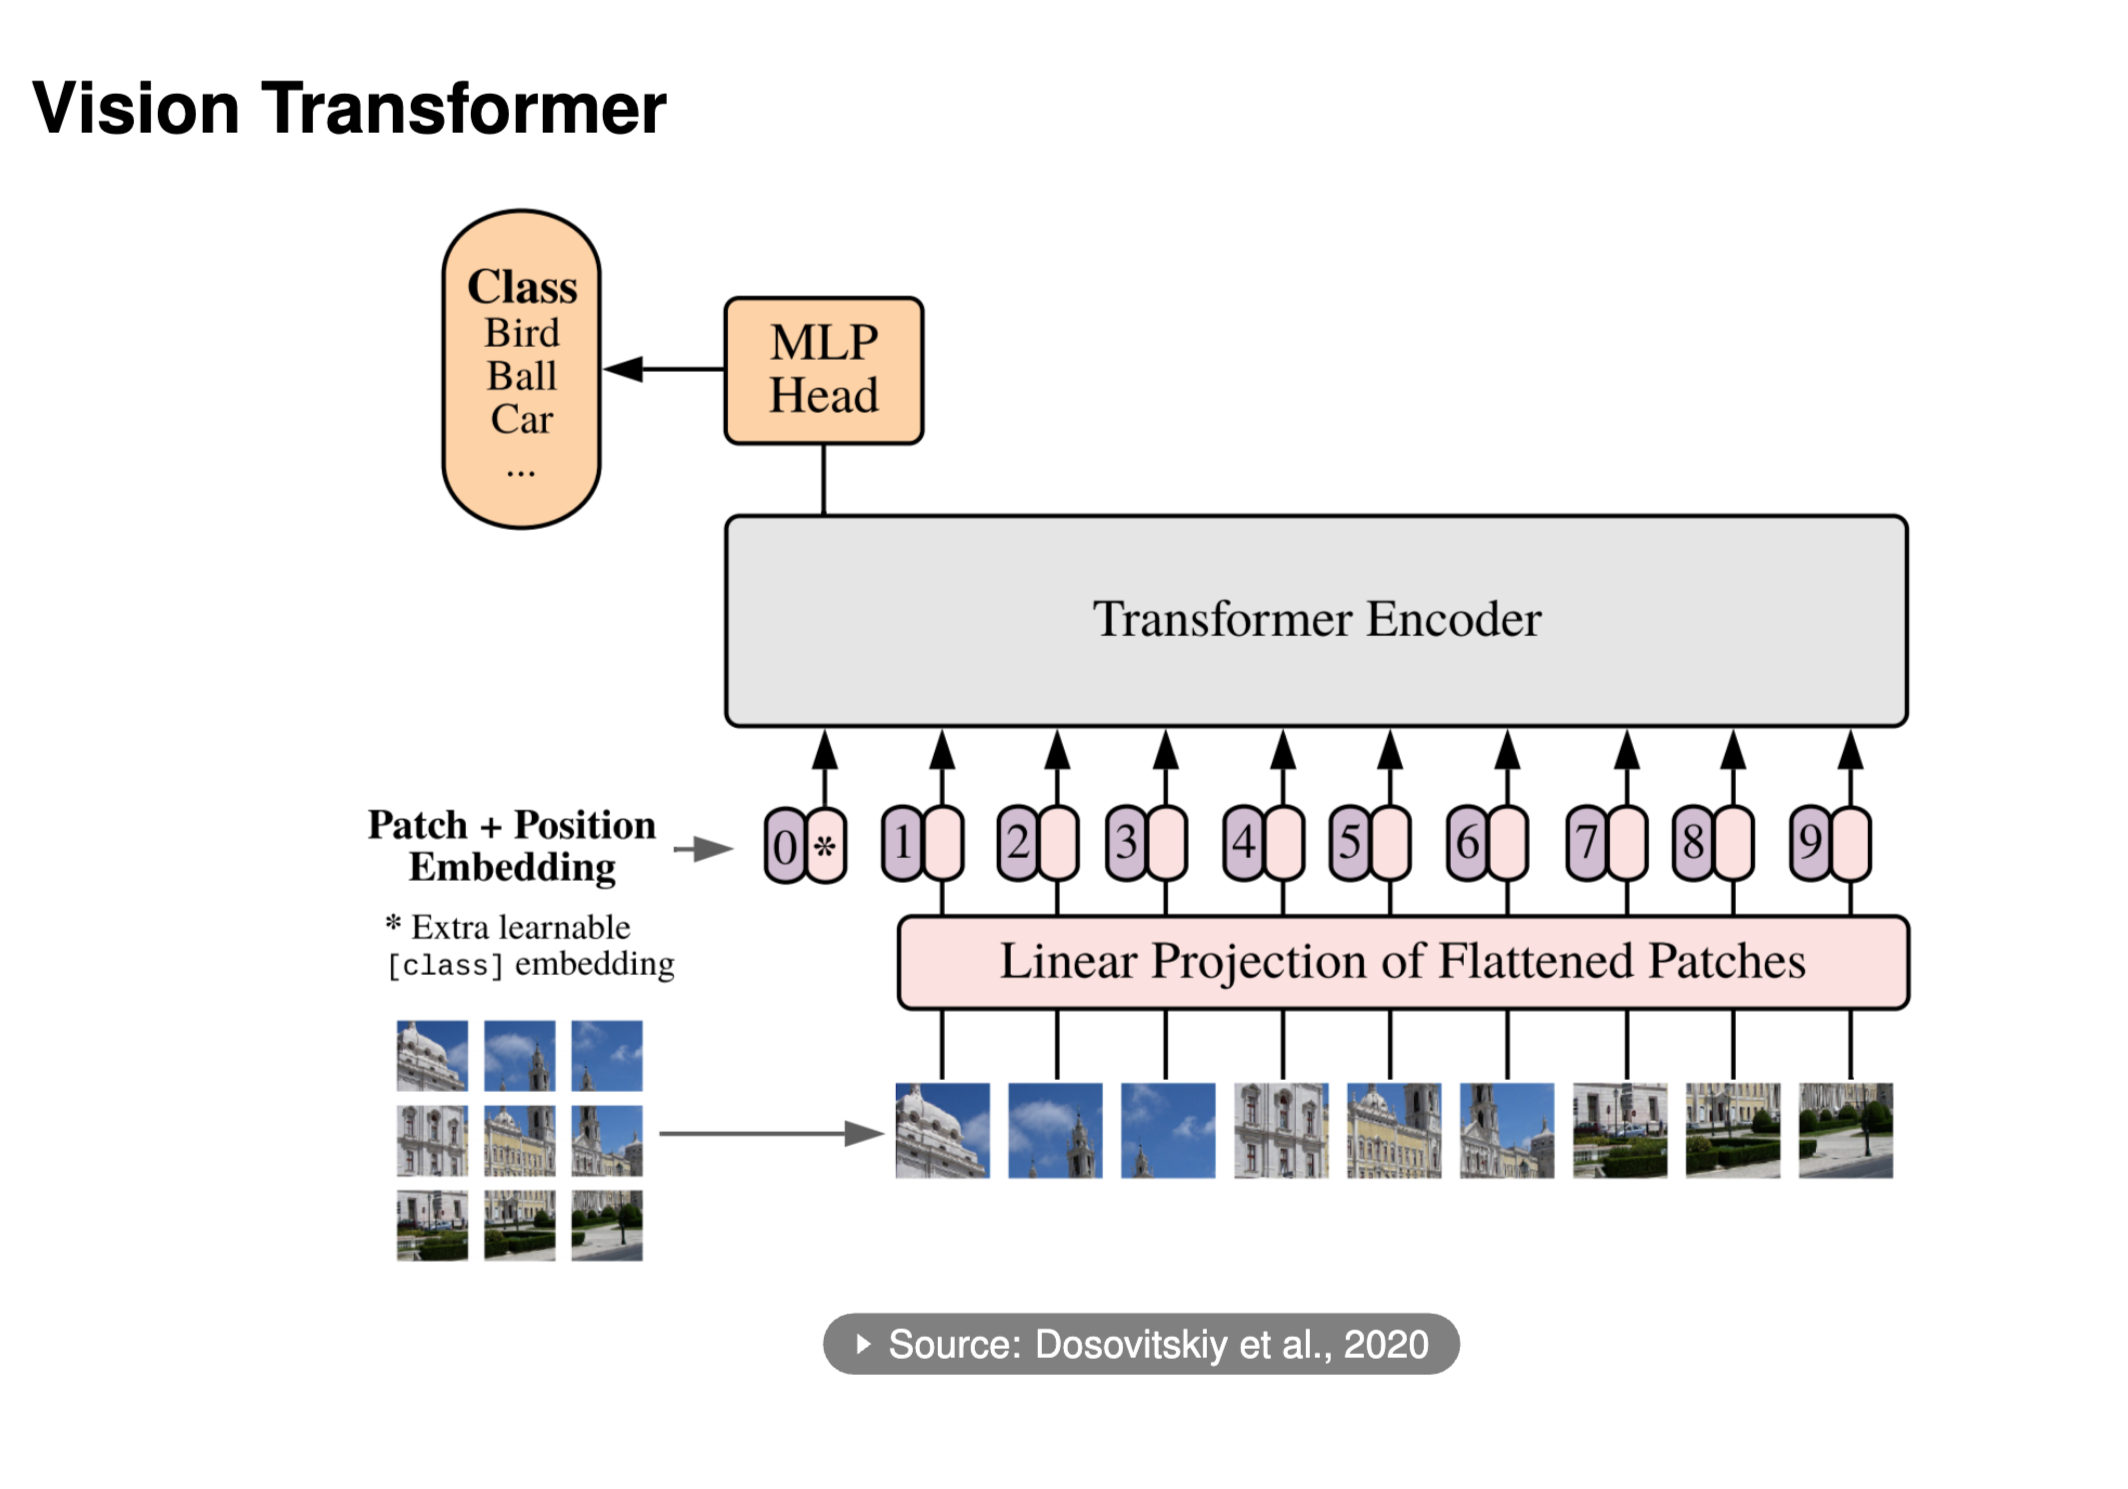 Vision Transformer
Class
Bird
Ball
Car
...
MLP
Head
Transformer Encoder
Patch + Position
Embedding
0 * 1 2 3 4 5 6 7 8 9
* Extra learnable
[class] embedding
Linear Projection of Flattened Patches
Source: Dosovitskiy et al., 2020